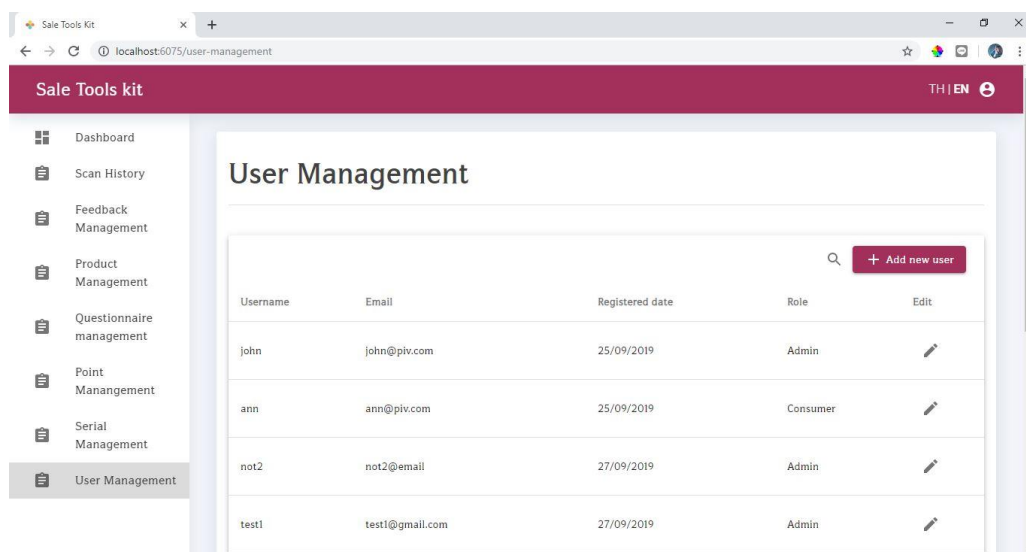 Sale Tools Kit
localhost:6075/user-management
Sale Tools kit
TH | EN
Dashboard
Scan History
Feedback
Management
Product
Management
Questionnaire
management
Point
Manangement
Serial
Management
User Management
User Management
+ Add new user
Username Email Registered date Role Edit
john john@piv.com 25/09/2019 Admin
ann ann@piv.com 25/09/2019 Consumer
not2 not2@email 27/09/2019 Admin
test1 test1@gmail.com 27/09/2019 Admin